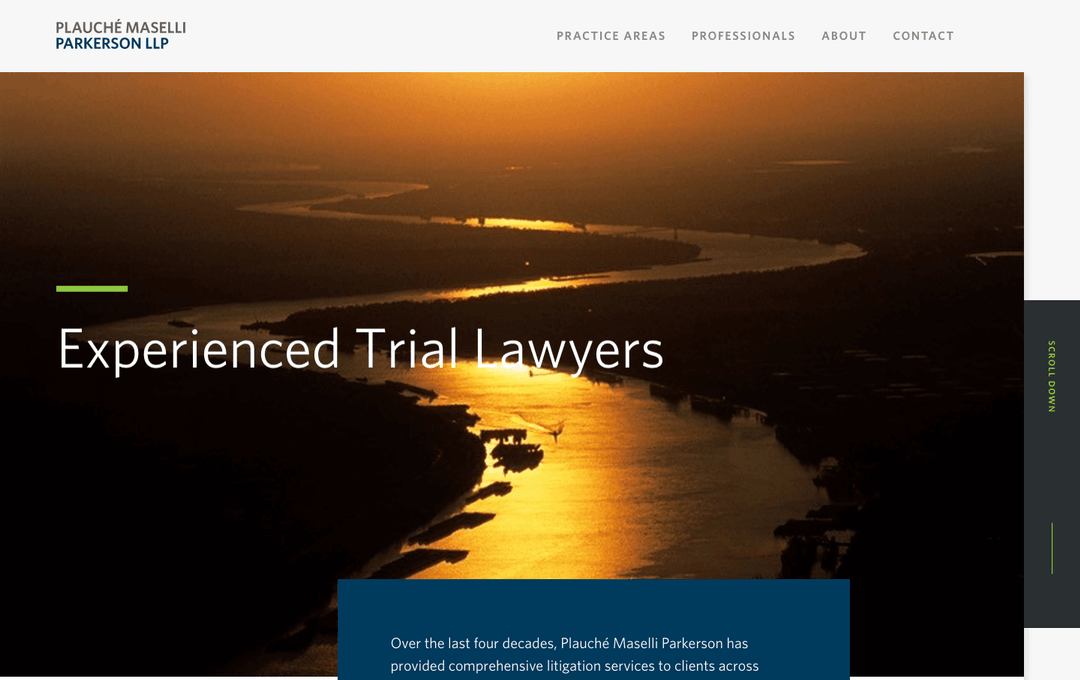 PLAUCHÉ MASELLI
PARKERSON LLP
PRACTICE AREAS
PROFESSIONALS
ABOUT
CONTACT
Experienced Trial Lawyers
SCROLL DOWN
Over the last four decades, Plauché Maselli Parkerson has
provided comprehensive litigation services to clients across